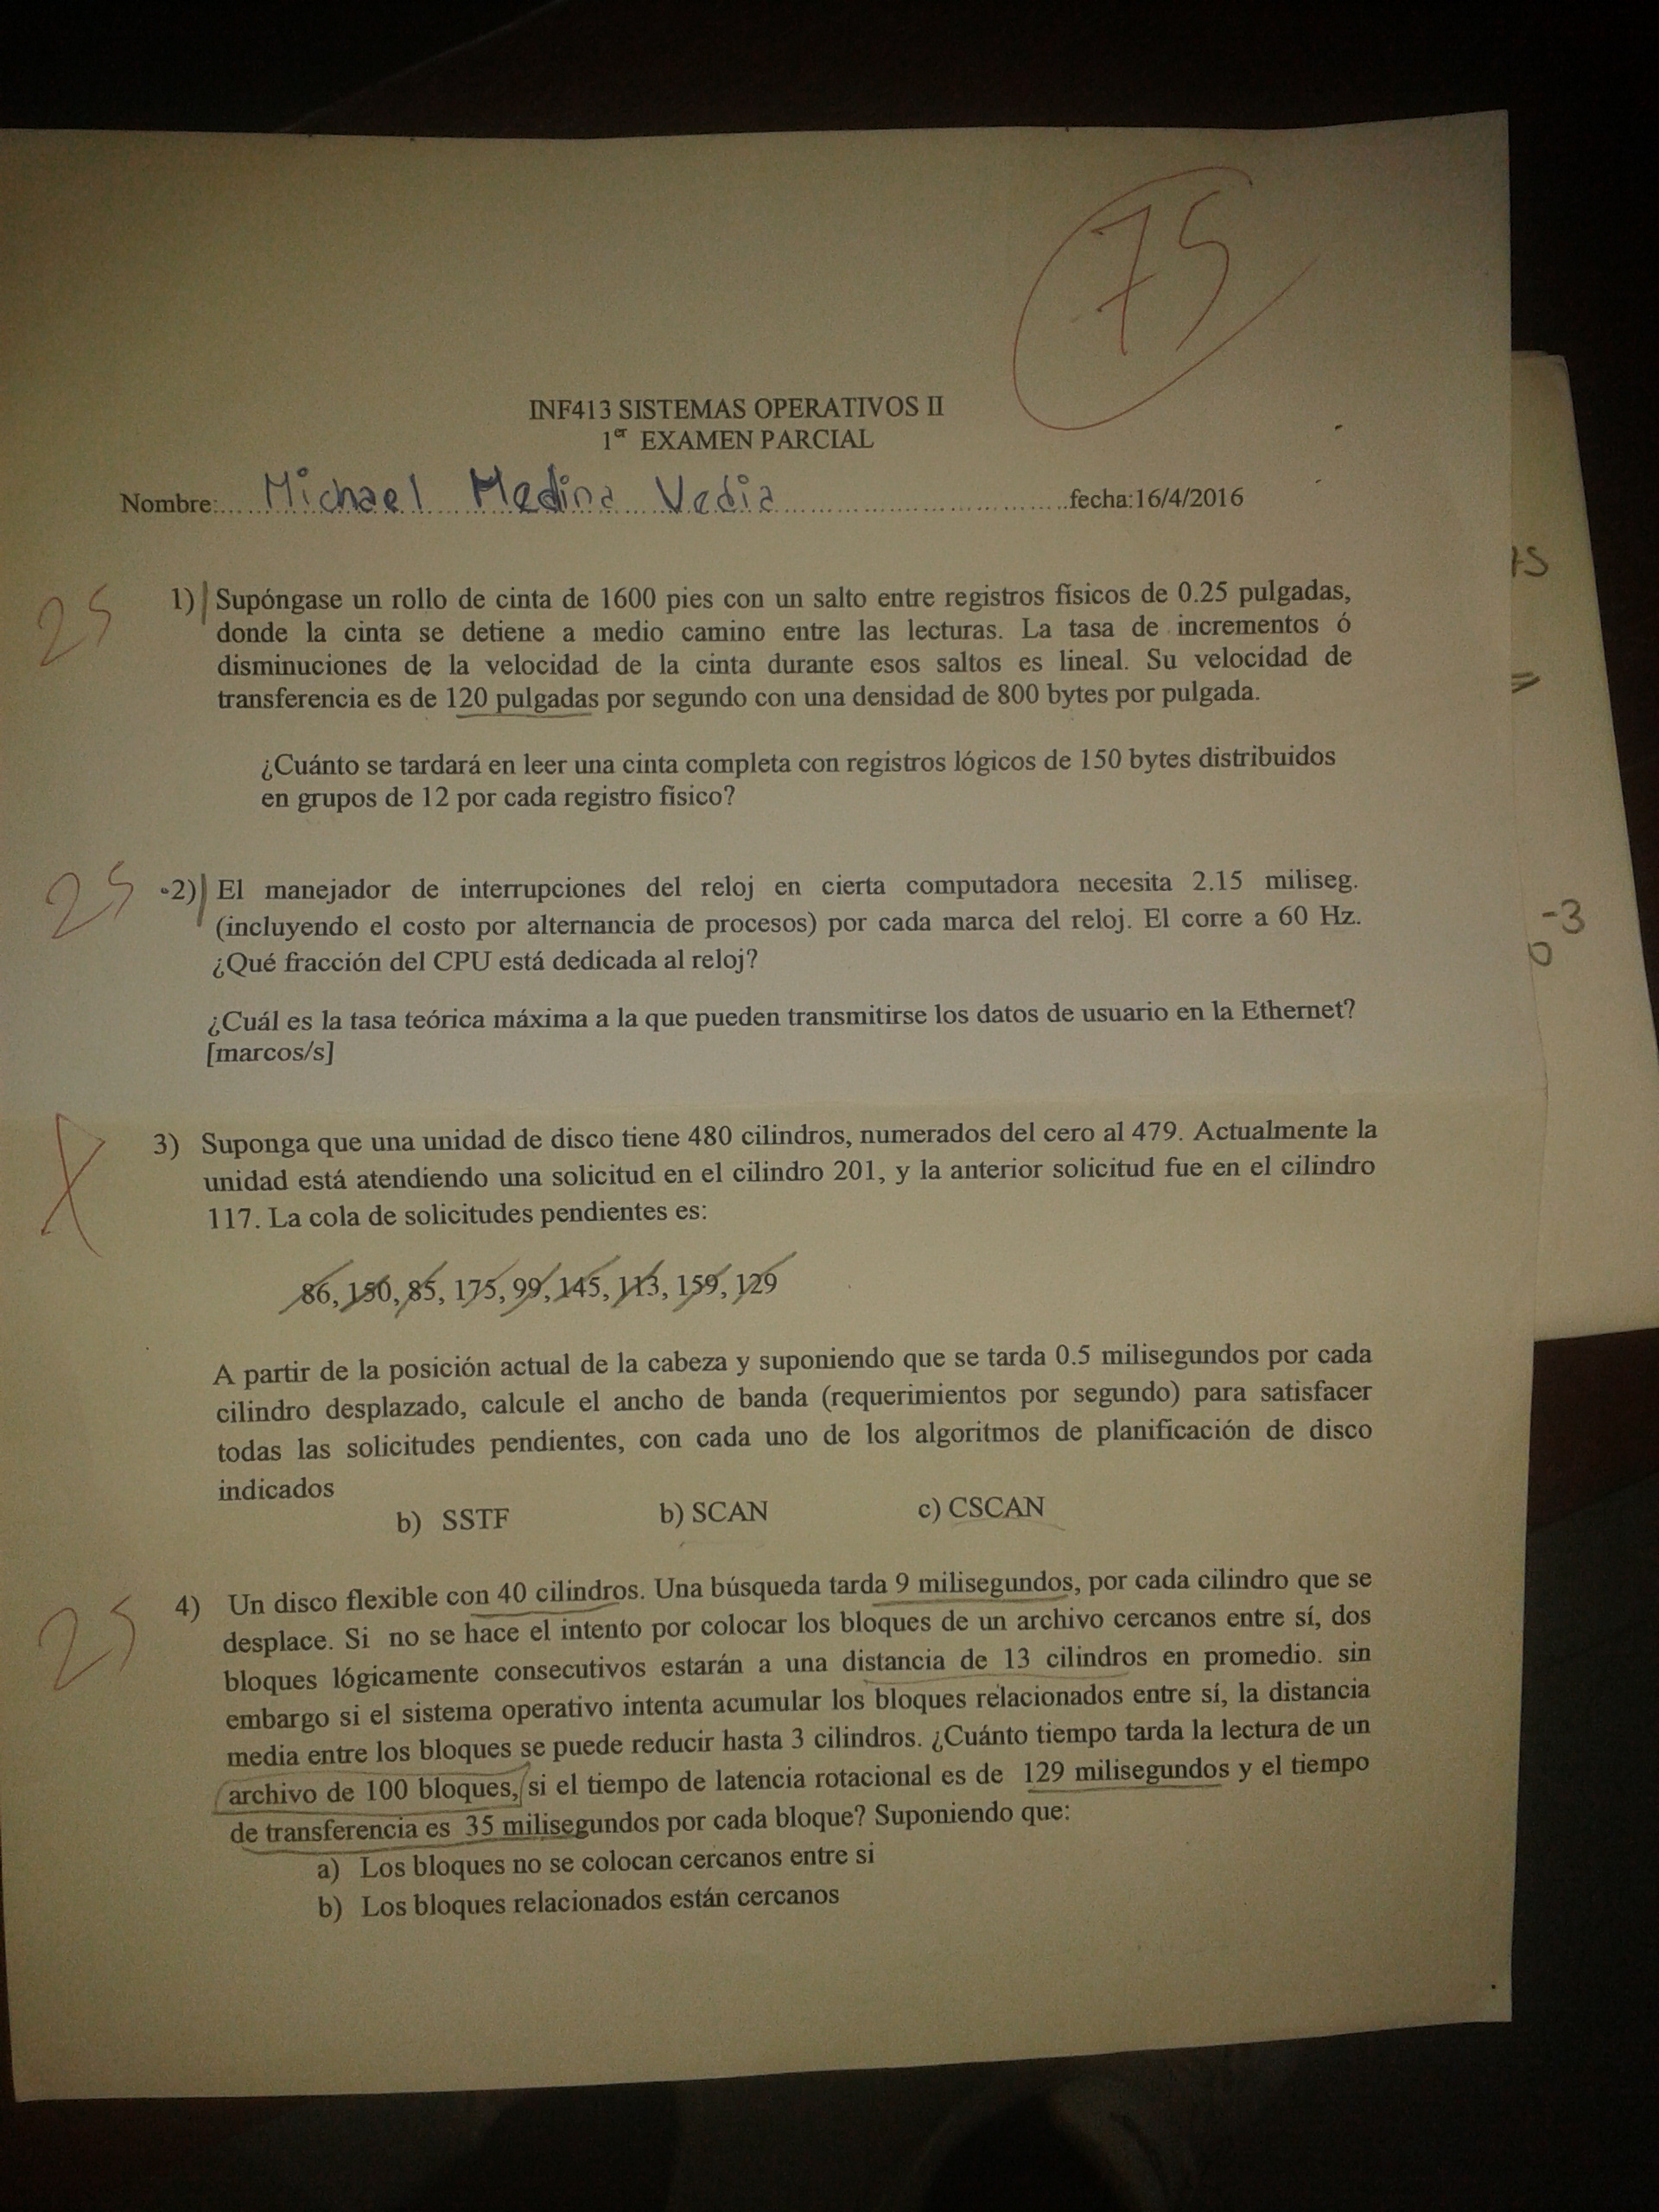 75
INF413 SISTEMAS OPERATIVOS II
1er EXAMEN PARCIAL
Nombre:....Michael Medina Vedia....................................fecha:16/4/2016
25
1) Supóngase un rollo de cinta de 1600 pies con un salto entre registros físicos de 0.25 pulgadas,
donde la cinta se detiene a medio camino entre las lecturas. La tasa de incrementos ó
disminuciones de la velocidad de la cinta durante esos saltos es lineal. Su velocidad de
transferencia es de 120 pulgadas por segundo con una densidad de 800 bytes por pulgada.
¿Cuánto se tardará en leer una cinta completa con registros lógicos de 150 bytes distribuidos
en grupos de 12 por cada registro físico?
25
2) El manejador de interrupciones del reloj en cierta computadora necesita 2.15 miliseg.
(incluyendo el costo por alternancia de procesos) por cada marca del reloj. El corre a 60 Hz.
¿Qué fracción del CPU está dedicada al reloj?
¿Cuál es la tasa teórica máxima a la que pueden transmitirse los datos de usuario en la Ethernet?
[marcos/s]
X
3) Suponga que una unidad de disco tiene 480 cilindros, numerados del cero al 479. Actualmente la
unidad está atendiendo una solicitud en el cilindro 201, y la anterior solicitud fue en el cilindro
117. La cola de solicitudes pendientes es:
86, 150, 85, 175, 99, 145, 113, 159, 129
A partir de la posición actual de la cabeza y suponiendo que se tarda 0.5 milisegundos por cada
cilindro desplazado, calcule el ancho de banda (requerimientos por segundo) para satisfacer
todas las solicitudes pendientes, con cada uno de los algoritmos de planificación de disco
indicados
b) SSTF b) SCAN c) CSCAN
25
4) Un disco flexible con 40 cilindros. Una búsqueda tarda 9 milisegundos, por cada cilindro que se
desplace. Si no se hace el intento por colocar los bloques de un archivo cercanos entre sí, dos
bloques lógicamente consecutivos estarán a una distancia de 13 cilindros en promedio. sin
embargo si el sistema operativo intenta acumular los bloques relacionados entre sí, la distancia
media entre los bloques se puede reducir hasta 3 cilindros. ¿Cuánto tiempo tarda la lectura de un
archivo de 100 bloques, si el tiempo de latencia rotacional es de 129 milisegundos y el tiempo
de transferencia es 35 milisegundos por cada bloque? Suponiendo que:
a) Los bloques no se colocan cercanos entre si
b) Los bloques relacionados están cercanos
-3
0